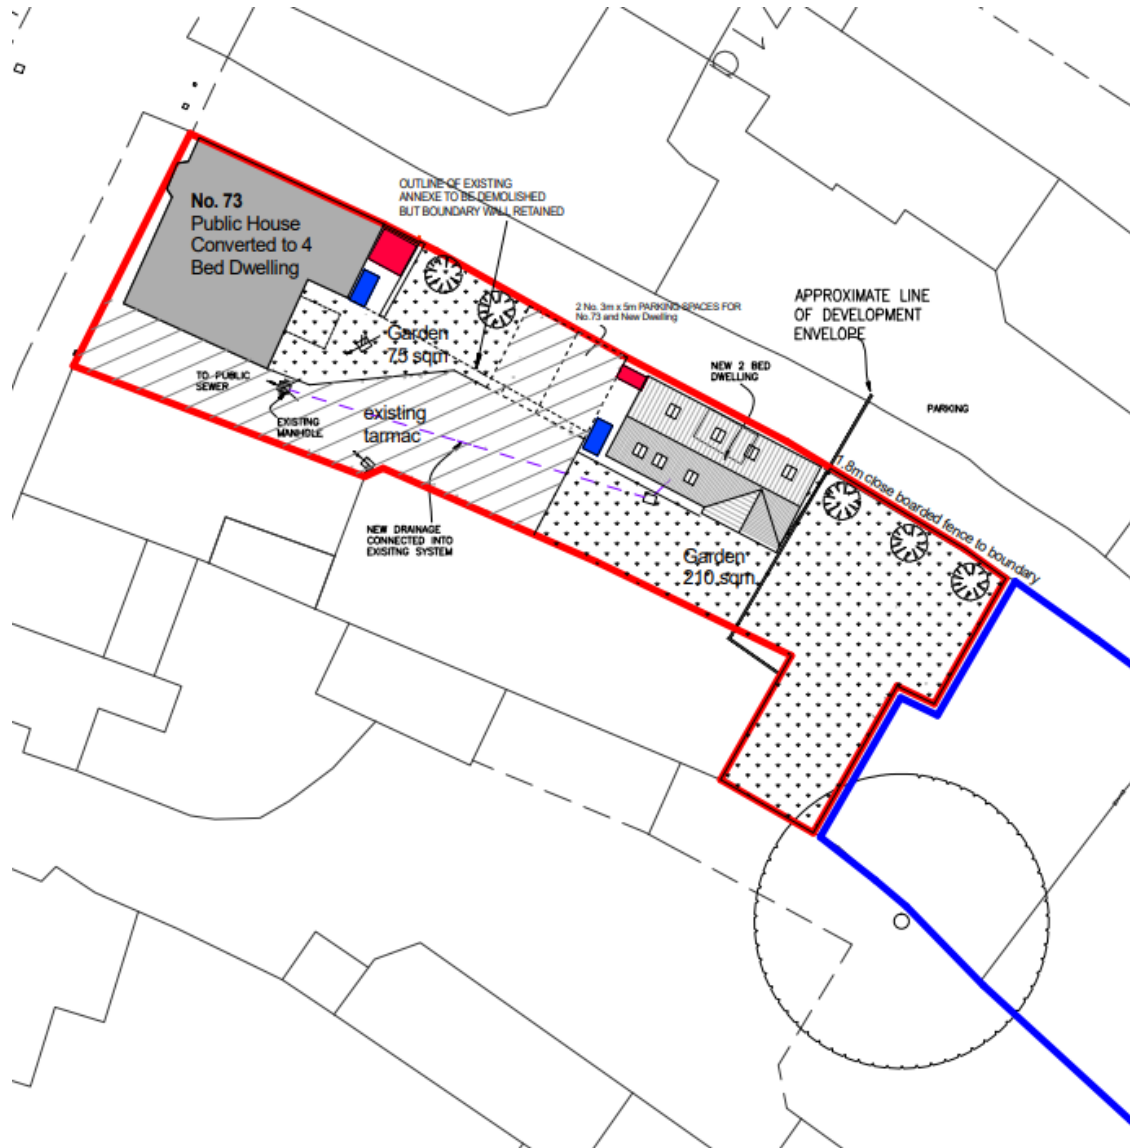 OUTLINE OF EXISTING
ANNEXE TO BE DEMOLISHED
BUT BOUNDARY WALL RETAINED
No. 73
Public House
Converted to 4
Bed Dwelling
2 No. 3m x 5m PARKING SPACES FOR
No.73 and New Dwelling
APPROXIMATE LINE
OF DEVELOPMENT
ENVELOPE
Garden
75 sqm
NEW 2 BED
DWELLING
TO PUBLIC
SEWER
PARKING
existing
tarmac
EXISTING
MANHOLE
1.8m close boarded fence to boundary
NEW DRAINAGE
CONNECTED INTO
EXISITNG SYSTEM
Garden
210 sqm